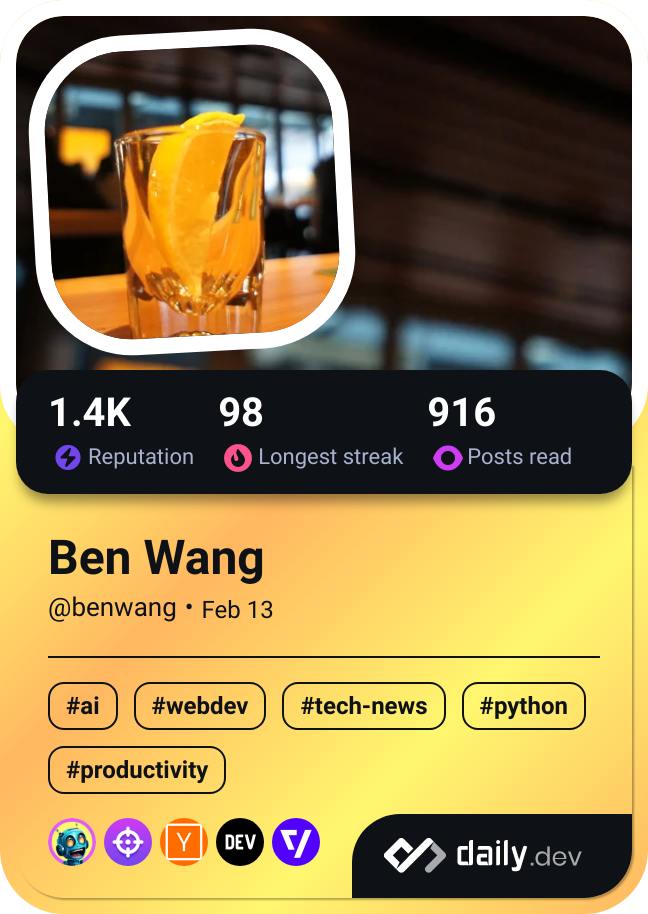 1.4K 98 916
Reputation Longest streak Posts read
Ben Wang
@benwang • Feb 13
#ai #webdev #tech-news #python
#productivity
Y DEV
daily.dev